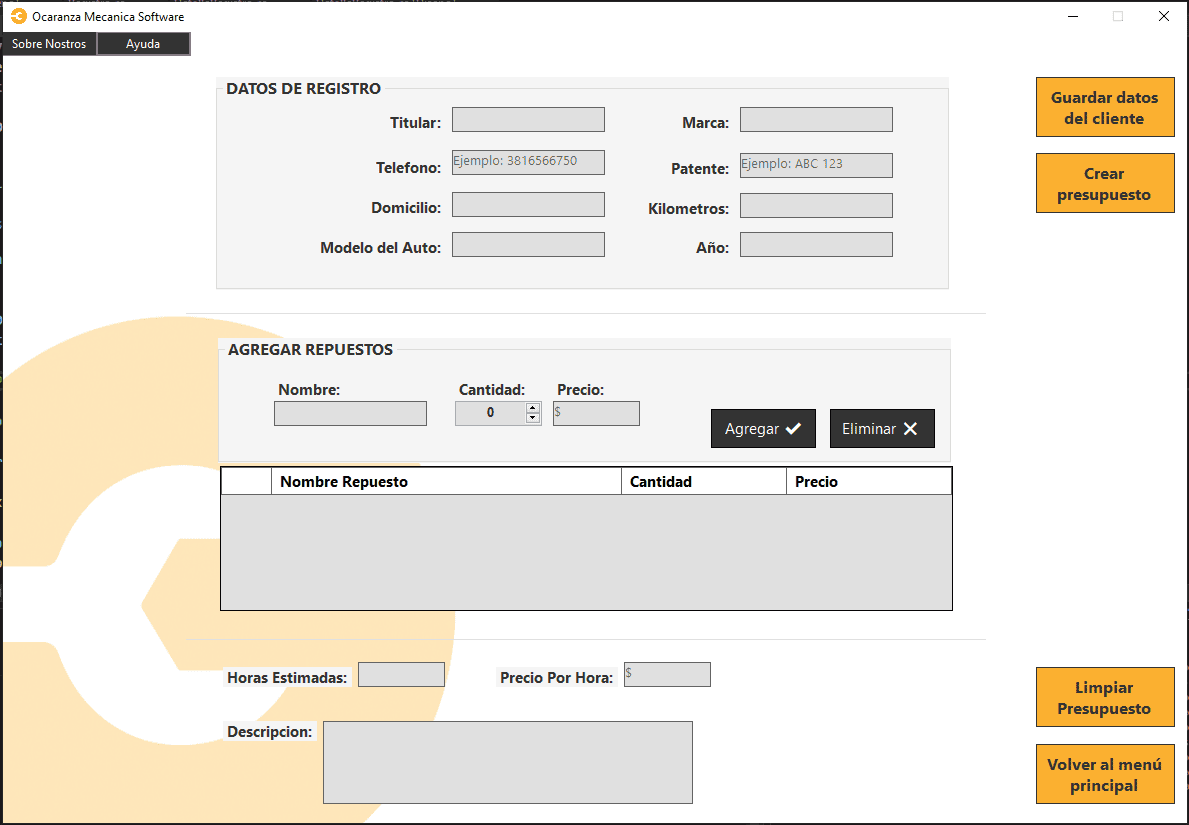 Ocaranza Mecanica Software
Sobre Nostros
Ayuda
DATOS DE REGISTRO
Titular:
Marca:
Telefono:
Ejemplo: 3816566750
Patente:
Ejemplo: ABC 123
Domicilio:
Kilometros:
Modelo del Auto:
Año:
Guardar datos
del cliente
Crear
presupuesto
AGREGAR REPUESTOS
Nombre:
Cantidad:
Precio:
0
$
Agregar
Eliminar
Nombre Repuesto
Cantidad
Precio
Horas Estimadas:
Precio Por Hora:
$
Descripcion:
Limpiar
Presupuesto
Volver al menú
principal